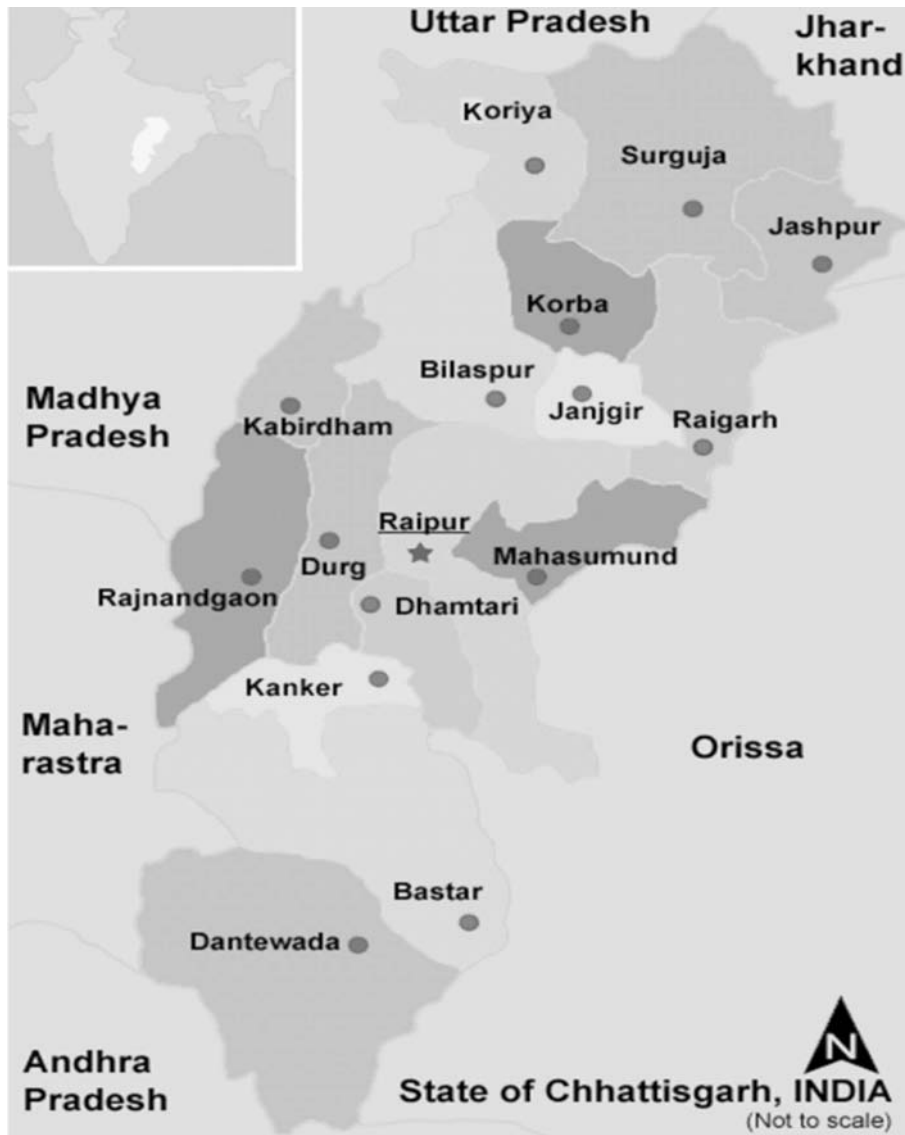 Uttar Pradesh
Jhar-
khand
Koriya
Surguja
Jashpur
Korba
Bilaspur
Janjgir
Madhya
Pradesh
Kabirdham
Raigarh
Raipur
Mahasumund
Durg
Rajnandgaon
Dhamtari
Kanker
Maha-
rastra
Orissa
Bastar
Dantewada
N
Andhra
Pradesh
State of Chhattisgarh, INDIA
(Not to scale)